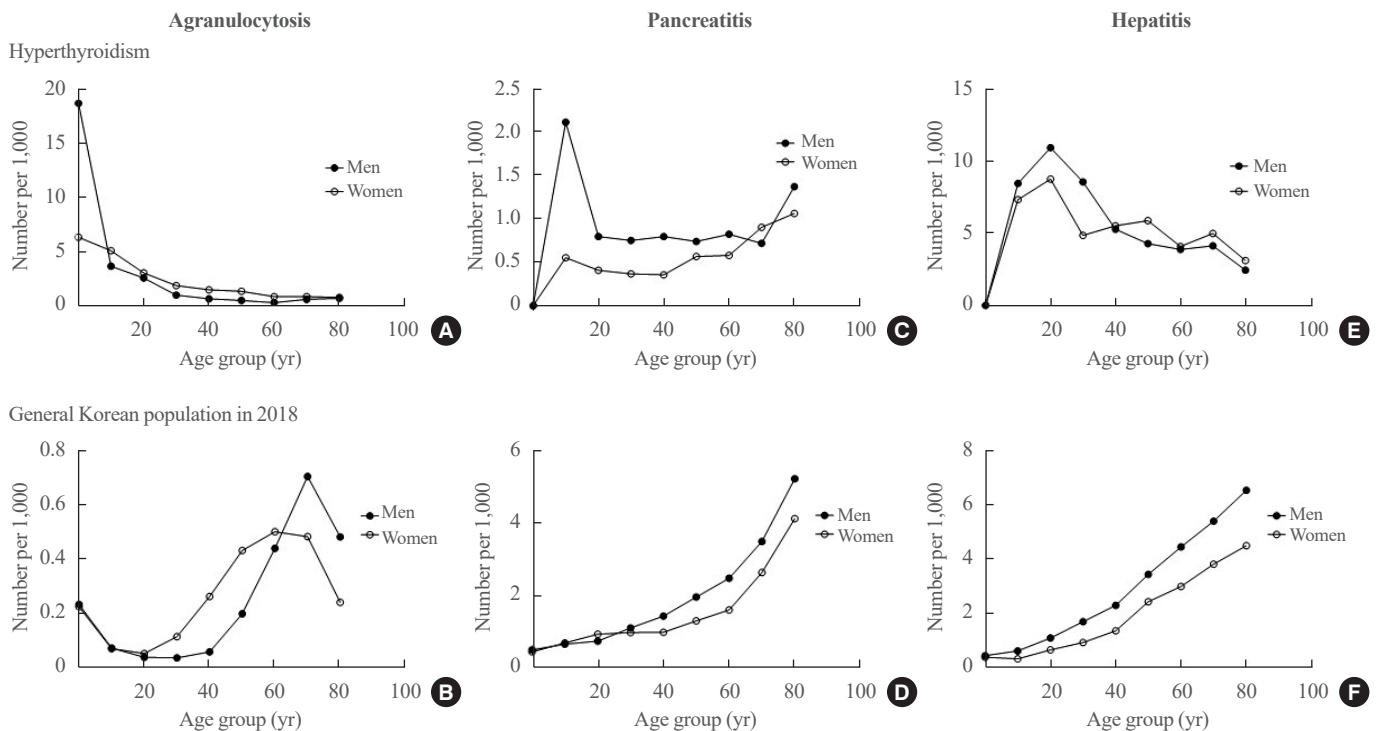 Agranulocytosis
Pancreatitis
Hepatitis
Hyperthyroidism
Number per 1,000
20
15
10
5
0
20 40 60 80 100
Age group (yr)
Men
Women
A
Number per 1,000
2.5
2.0
1.5
1.0
0.5
0
20 40 60 80 100
Age group (yr)
Men
Women
C
Number per 1,000
15
10
5
0
20 40 60 80 100
Age group (yr)
Men
Women
E
General Korean population in 2018
Number per 1,000
0.8
0.6
0.4
0.2
0
20 40 60 80 100
Age group (yr)
Men
Women
B
Number per 1,000
6
4
2
0
20 40 60 80 100
Age group (yr)
Men
Women
D
Number per 1,000
8
6
4
2
0
20 40 60 80 100
Age group (yr)
Men
Women
F